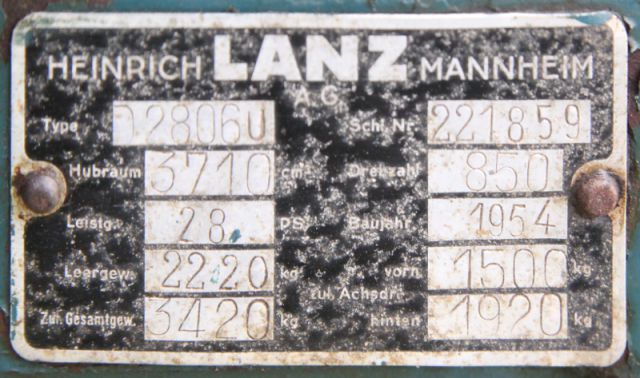 HEINRICH LANZ MANNHEIM
A.G.
Type D2806U Schl. Nr. 221859
Hubraum 3710 cm³ Drehzahl 850
Leistg. 28 PS Baujahr 1954
Leergew. 2220 kg vorn 1500 kg
zul. Achsdr.
Zul. Gesamtgew. 3420 kg hinten 1920 kg